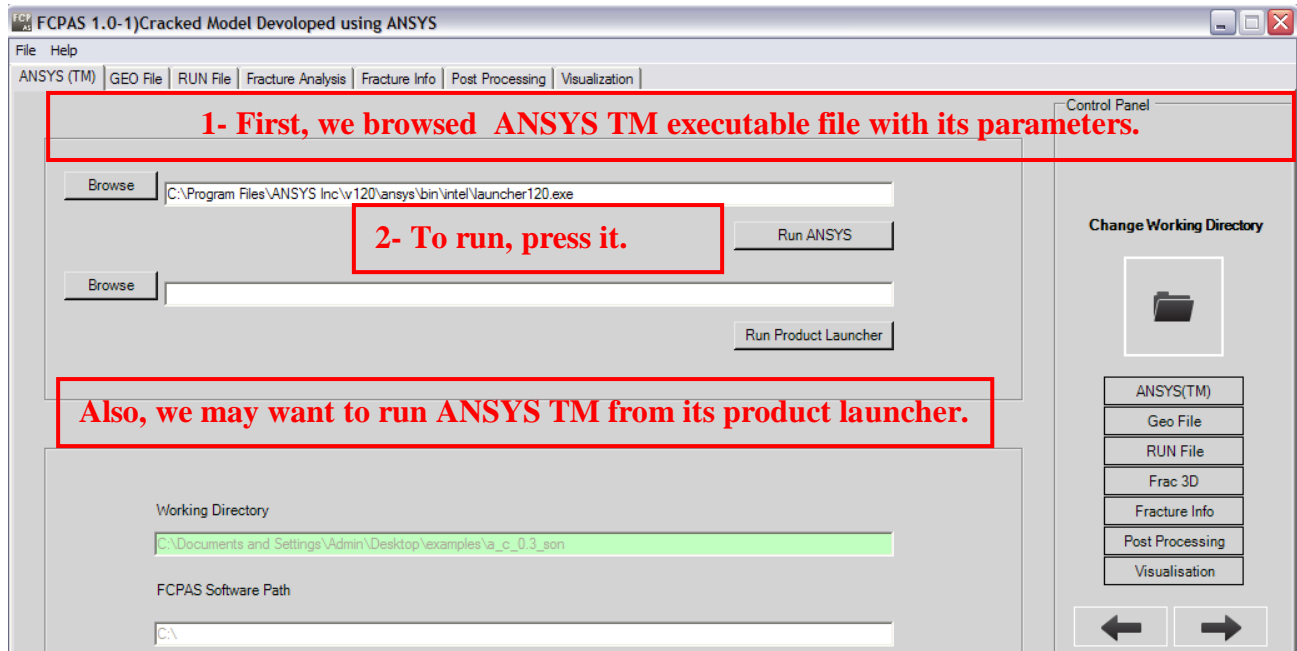 FCPAS 1.0-1)Cracked Model Devoloped using ANSYS
File Help
ANSYS (TM) GEO File RUN File Fracture Analysis Fracture Info Post Processing Visualization
Control Panel
1- First, we browsed ANSYS TM executable file with its parameters.
Browse
C:\Program Files\ANSYS Inc\v120\ansys\bin\intel\launcher120.exe
2- To run, press it.
Run ANSYS
Change Working Directory
Browse
Run Product Launcher
Also, we may want to run ANSYS TM from its product launcher.
ANSYS(TM)
Geo File
RUN File
Frac 3D
Fracture Info
Post Processing
Visualisation
Working Directory
C:\Documents and Settings\Admin\Desktop\examples\a_c_0.3_son
FCPAS Software Path
C:\